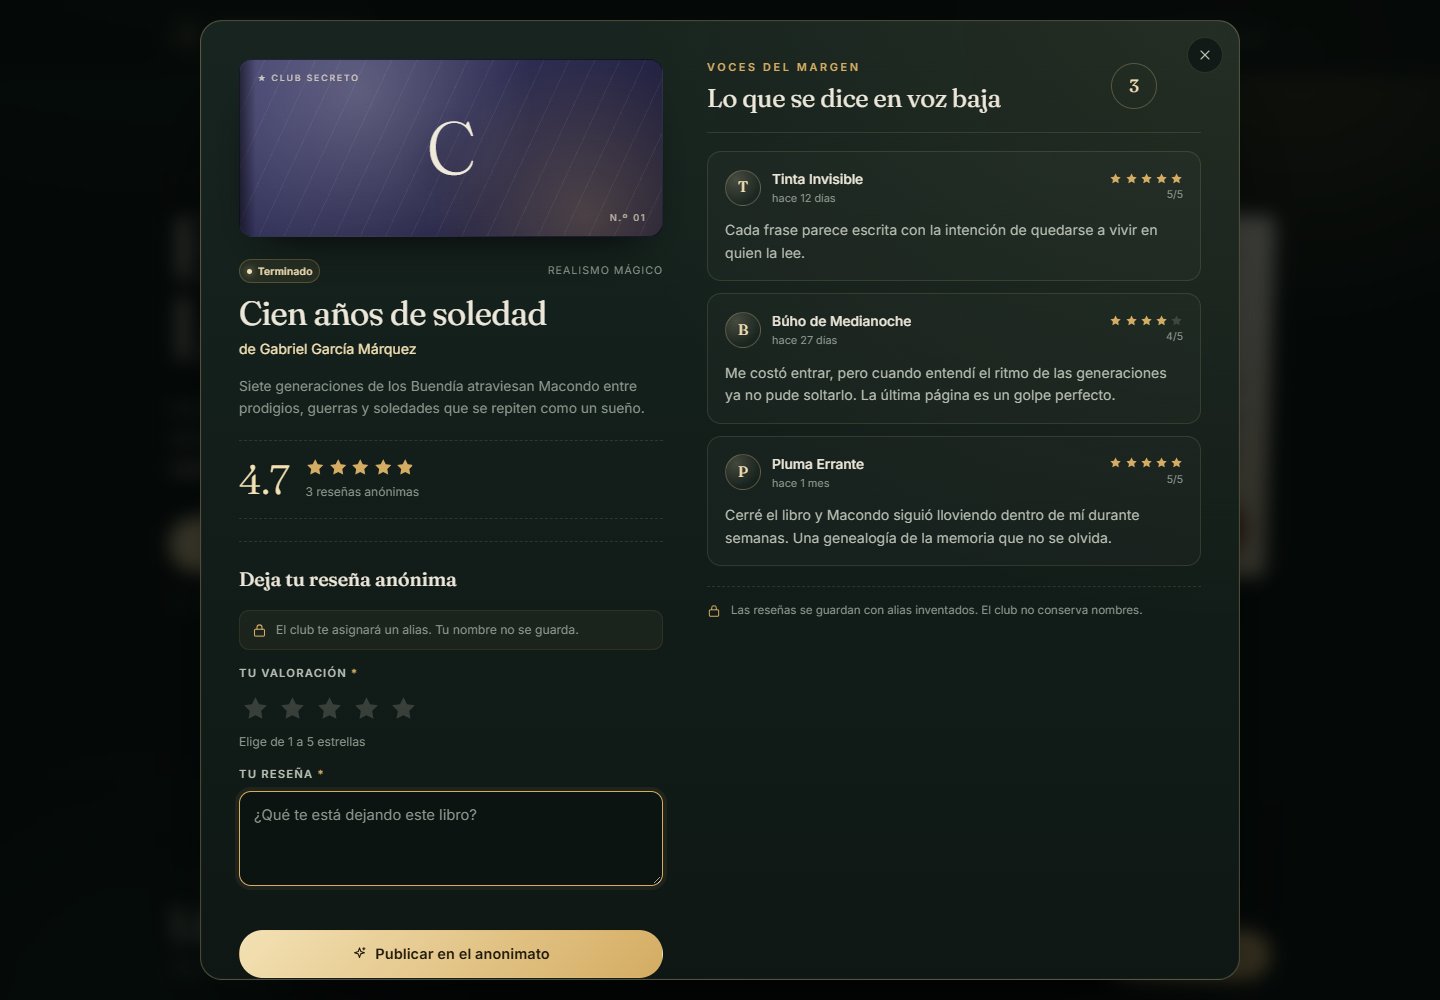 ★ CLUB SECRETO
C
N.º 01
Terminado
REALISMO MÁGICO
Cien años de soledad
de Gabriel García Márquez
Siete generaciones de los Buendía atraviesan Macondo entre
prodigios, guerras y soledades que se repiten como un sueño.
4.7
3 reseñas anónimas
Deja tu reseña anónima
El club te asignará un alias. Tu nombre no se guarda.
TU VALORACIÓN *
Elige de 1 a 5 estrellas
TU RESEÑA *
¿Qué te está dejando este libro?
Publicar en el anonimato
VOCES DEL MARGEN
Lo que se dice en voz baja
3
T
Tinta Invisible
hace 12 días
5/5
Cada frase parece escrita con la intención de quedarse a vivir en
quien la lee.
B
Búho de Medianoche
hace 27 días
4/5
Me costó entrar, pero cuando entendí el ritmo de las generaciones
ya no pude soltarlo. La última página es un golpe perfecto.
P
Pluma Errante
hace 1 mes
5/5
Cerré el libro y Macondo siguió lloviendo dentro de mí durante
semanas. Una genealogía de la memoria que no se olvida.
Las reseñas se guardan con alias inventados. El club no conserva nombres.